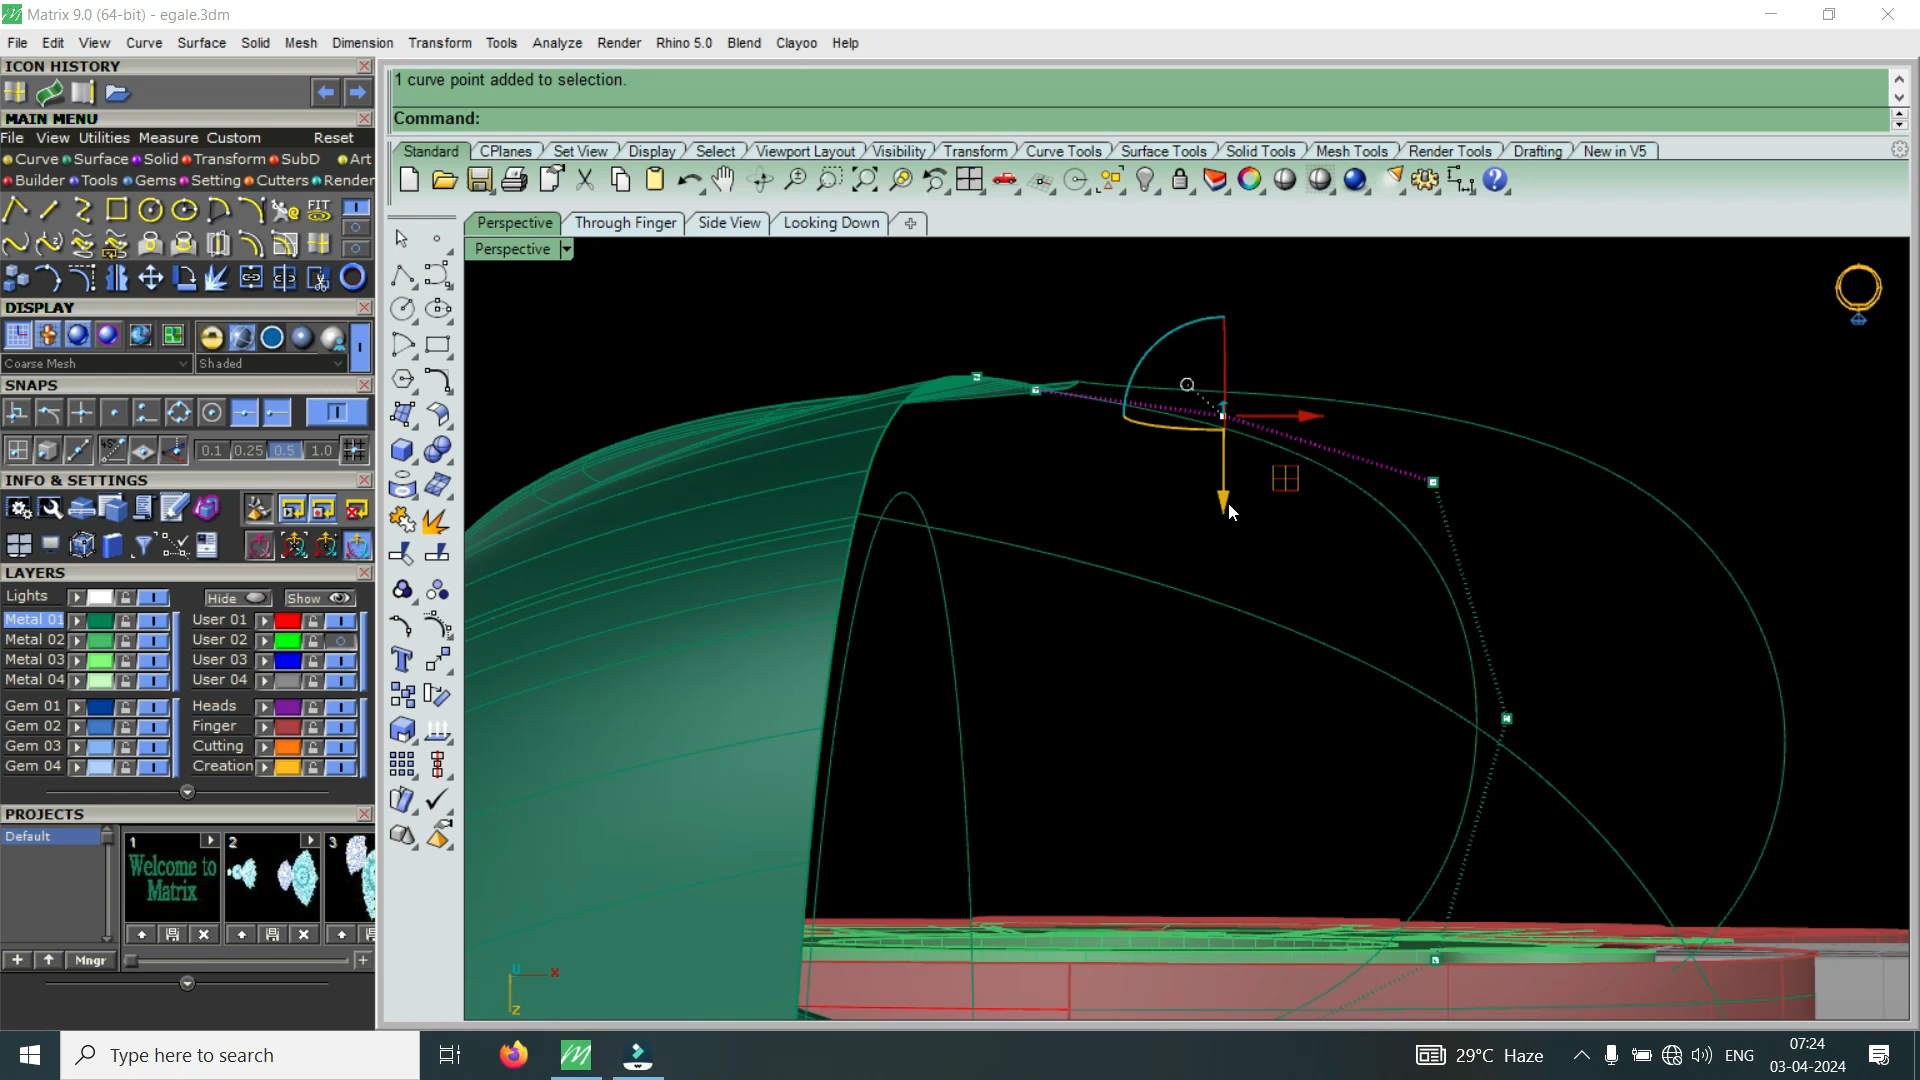 Matrix 9.0 (64-bit) - egale.3dm
File Edit View Curve Surface Solid Mesh Dimension Transform Tools Analyze Render Rhino 5.0 Blend Clayoo Help
ICON HISTORY
1 curve point added to selection.
MAIN MENU
Command:
File View Utilities Measure Custom Reset
Curve Surface Solid Transform SubD Art
Builder Tools Gems Setting Cutters Render
Standard CPlanes Set View Display Select Viewport Layout Visibility Transform Curve Tools Surface Tools Solid Tools Mesh Tools Render Tools Drafting New in V5
FIT
Perspective Through Finger Side View Looking Down
Perspective
DISPLAY
Coarse Mesh Shaded
SNAPS
0.1 0.25 0.5 1.0
INFO & SETTINGS
LAYERS
Lights Hide Show
Metal 01 User 01
Metal 02 User 02
Metal 03 User 03
Metal 04 User 04
Gem 01 Heads
Gem 02 Finger
Gem 03 Cutting
Gem 04 Creation
PROJECTS
Default
1 2 3
Welcome to
Matrix
Mngr
x
z
Type here to search
29°C Haze
ENG
07:24
03-04-2024